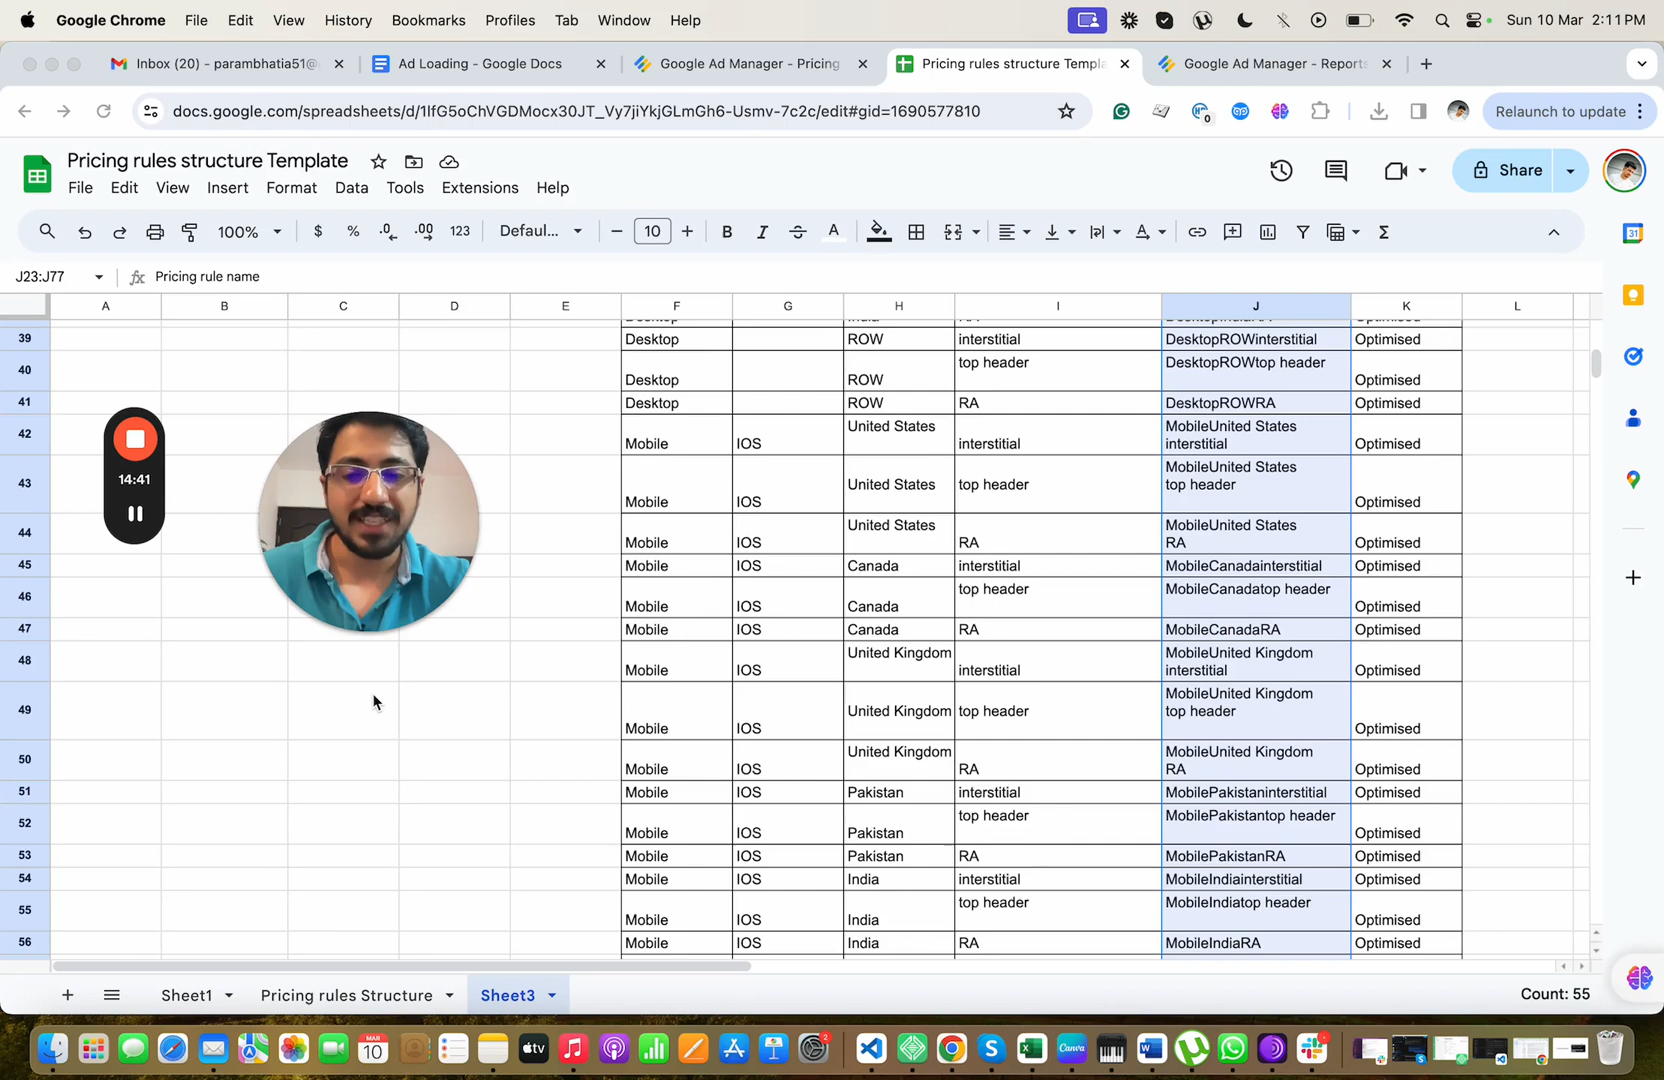 Google Chrome File Edit View History Bookmarks Profiles Tab Window Help Sun 10 Mar 2:11 PM
Inbox (20) - parambhatia51@ Ad Loading - Google Docs Google Ad Manager - Pricing Pricing rules structure Templa Google Ad Manager - Reports
docs.google.com/spreadsheets/d/1lfG5oChVGDMocx30JT_Vy7jiYkjGLmGh6-Usmv-7c2c/edit#gid=1690577810 0 Relaunch to update
Pricing rules structure Template
Share
File Edit View Insert Format Data Tools Extensions Help
100% $ % .0 .00 123 Defaul... 10 B I A
J23:J77 fx Pricing rule name
A B C D E F G H I J K L
39 Desktop ROW interstitial DesktopROWinterstitial Optimised
40 Desktop ROW top header DesktopROWtop header Optimised
41 Desktop ROW RA DesktopROWRA Optimised
42 Mobile IOS United States interstitial MobileUnited States
interstitial Optimised
43 Mobile IOS United States top header MobileUnited States
top header Optimised
44 Mobile IOS United States RA MobileUnited States
RA Optimised
45 Mobile IOS Canada interstitial MobileCanadainterstitial Optimised
46 Mobile IOS Canada top header MobileCanadatop header Optimised
47 Mobile IOS Canada RA MobileCanadaRA Optimised
48 Mobile IOS United Kingdom interstitial MobileUnited Kingdom
interstitial Optimised
49 Mobile IOS United Kingdom top header MobileUnited Kingdom
top header Optimised
50 Mobile IOS United Kingdom RA MobileUnited Kingdom
RA Optimised
51 Mobile IOS Pakistan interstitial MobilePakistaninterstitial Optimised
52 Mobile IOS Pakistan top header MobilePakistantop header Optimised
53 Mobile IOS Pakistan RA MobilePakistanRA Optimised
54 Mobile IOS India interstitial MobileIndiainterstitial Optimised
55 Mobile IOS India top header MobileIndiatop header Optimised
56 Mobile IOS India RA MobileIndiaRA Optimised
14:41
Sheet1 Pricing rules Structure Sheet3 Count: 55
MAR
10
tv
2
Canva